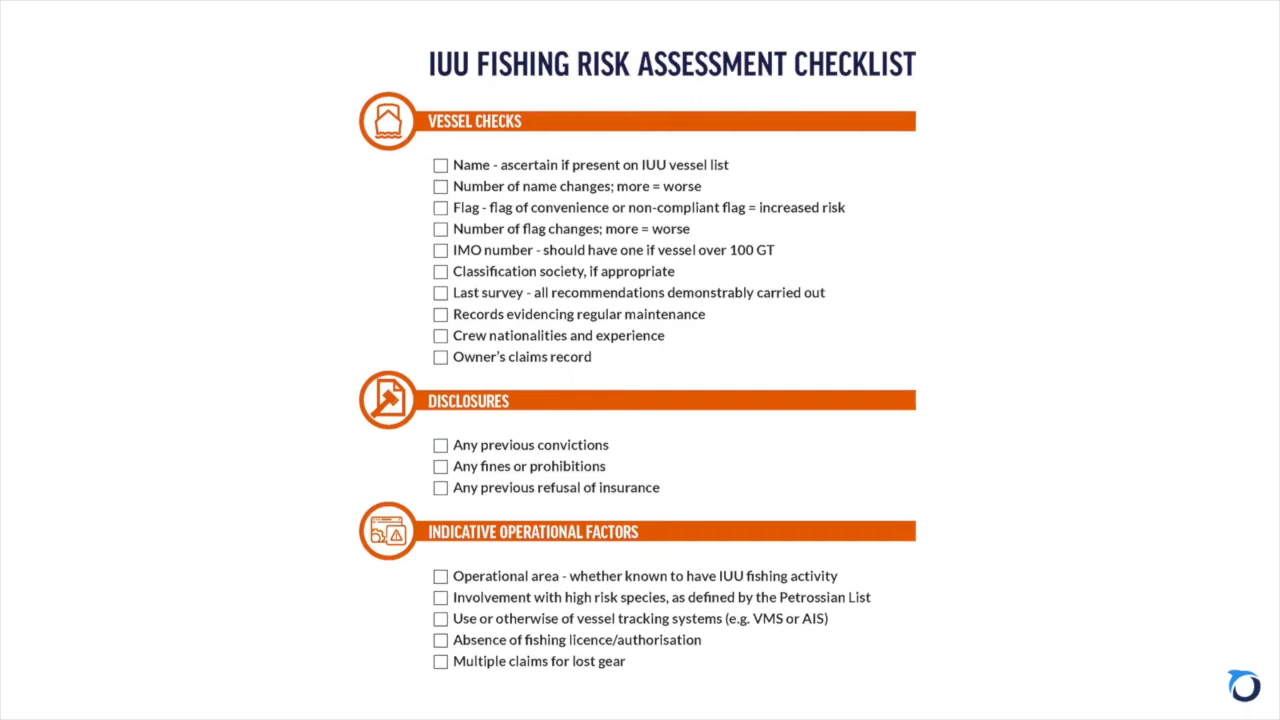 IUU FISHING RISK ASSESSMENT CHECKLIST
VESSEL CHECKS
Name - ascertain if present on IUU vessel list
Number of name changes; more = worse
Flag - flag of convenience or non-compliant flag = increased risk
Number of flag changes; more = worse
IMO number - should have one if vessel over 100 GT
Classification society, if appropriate
Last survey - all recommendations demonstrably carried out
Records evidencing regular maintenance
Crew nationalities and experience
Owner's claims record
DISCLOSURES
Any previous convictions
Any fines or prohibitions
Any previous refusal of insurance
INDICATIVE OPERATIONAL FACTORS
Operational area - whether known to have IUU fishing activity
Involvement with high risk species, as defined by the Petrossian List
Use or otherwise of vessel tracking systems (e.g. VMS or AIS)
Absence of fishing licence/authorisation
Multiple claims for lost gear